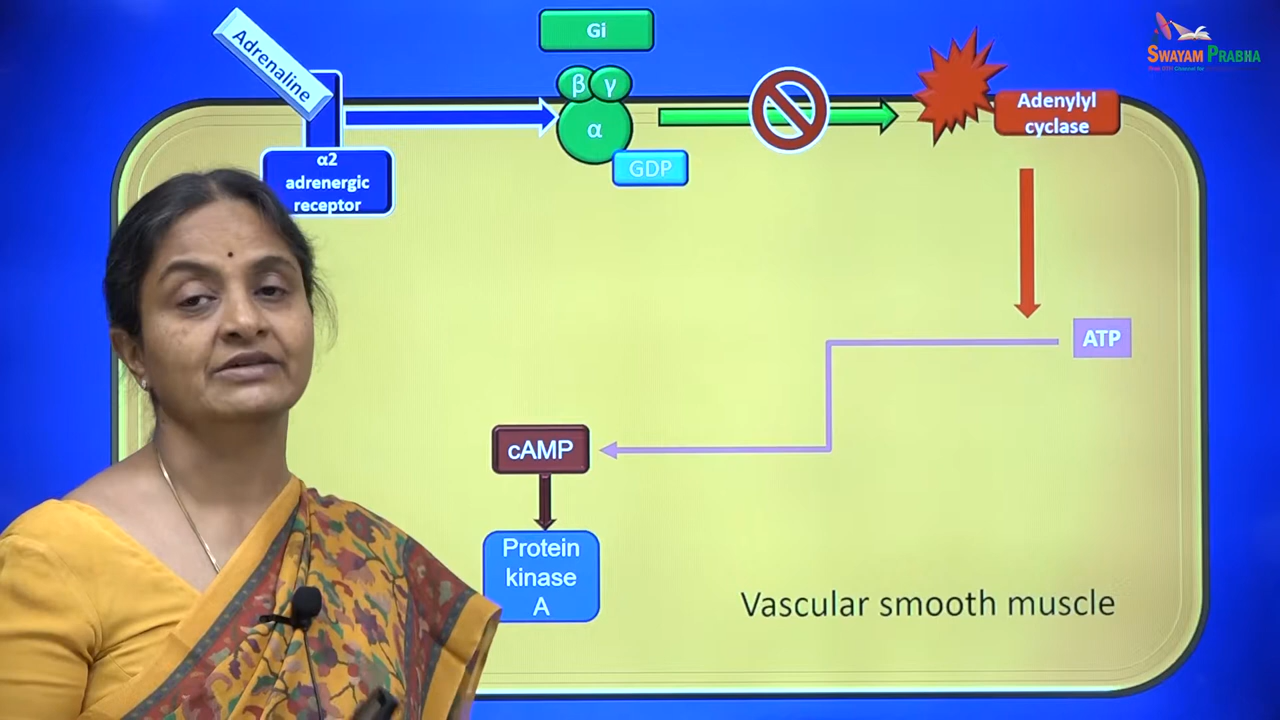 Adrenaline
Gi
SWAYAM PRABHA
β γ
α
Adenylyl
cyclase
α2
adrenergic
receptor
GDP
ATP
cAMP
Protein
kinase
A
Vascular smooth muscle